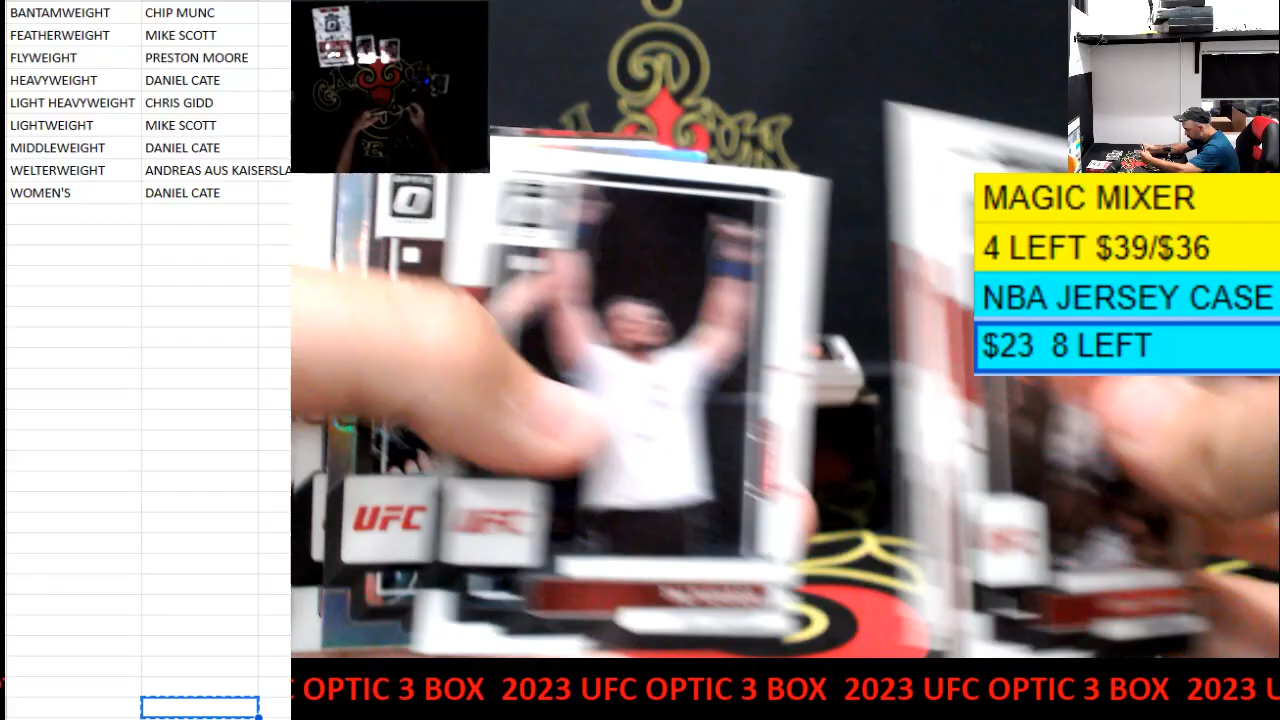 BANTAMWEIGHT CHIP MUNC
FEATHERWEIGHT MIKE SCOTT
FLYWEIGHT PRESTON MOORE
HEAVYWEIGHT DANIEL CATE
LIGHT HEAVYWEIGHT CHRIS GIDD
LIGHTWEIGHT MIKE SCOTT
MIDDLEWEIGHT DANIEL CATE
WELTERWEIGHT ANDREAS AUS KAISERSLA
WOMEN'S DANIEL CATE
MAGIC MIXER
4 LEFT $39/$36
NBA JERSEY CASE
$23 8 LEFT
UFC UFC
OPTIC 3 BOX 2023 UFC OPTIC 3 BOX 2023 UFC OPTIC 3 BOX 2023 U